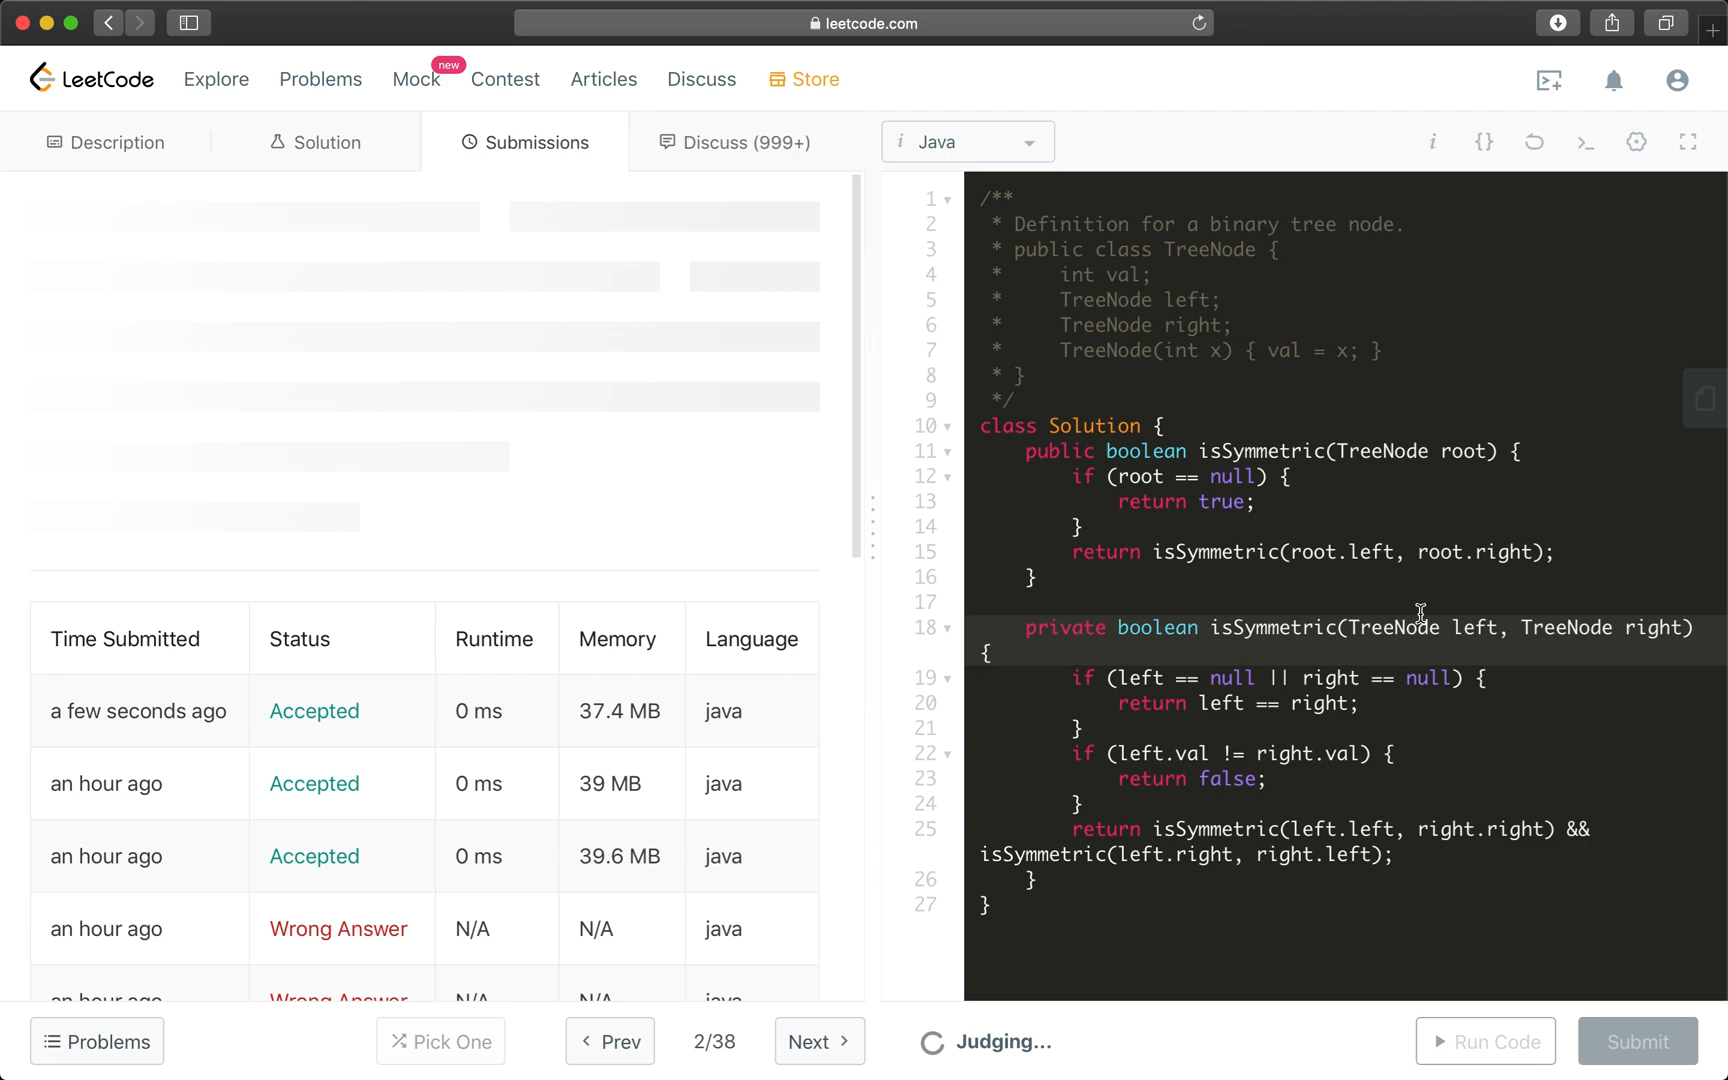 leetcode.com
LeetCode
Explore
Problems
Mock
new
Contest
Articles
Discuss
Store
Description
Solution
Submissions
Discuss (999+)
i Java
i
{}
>_
Time Submitted Status Runtime Memory Language
a few seconds ago Accepted 0 ms 37.4 MB java
an hour ago Accepted 0 ms 39 MB java
an hour ago Accepted 0 ms 39.6 MB java
an hour ago Wrong Answer N/A N/A java
an hour ago Wrong Answer N/A N/A java
1 /**
2 * Definition for a binary tree node.
3 * public class TreeNode {
4 * int val;
5 * TreeNode left;
6 * TreeNode right;
7 * TreeNode(int x) { val = x; }
8 * }
9 */
10 class Solution {
11 public boolean isSymmetric(TreeNode root) {
12 if (root == null) {
13 return true;
14 }
15 return isSymmetric(root.left, root.right);
16 }
17
18 private boolean isSymmetric(TreeNode left, TreeNode right)
{
19 if (left == null || right == null) {
20 return left == right;
21 }
22 if (left.val != right.val) {
23 return false;
24 }
25 return isSymmetric(left.left, right.right) &&
isSymmetric(left.right, right.left);
26 }
27 }
Problems
Pick One
< Prev
2/38
Next >
Judging...
Run Code
Submit